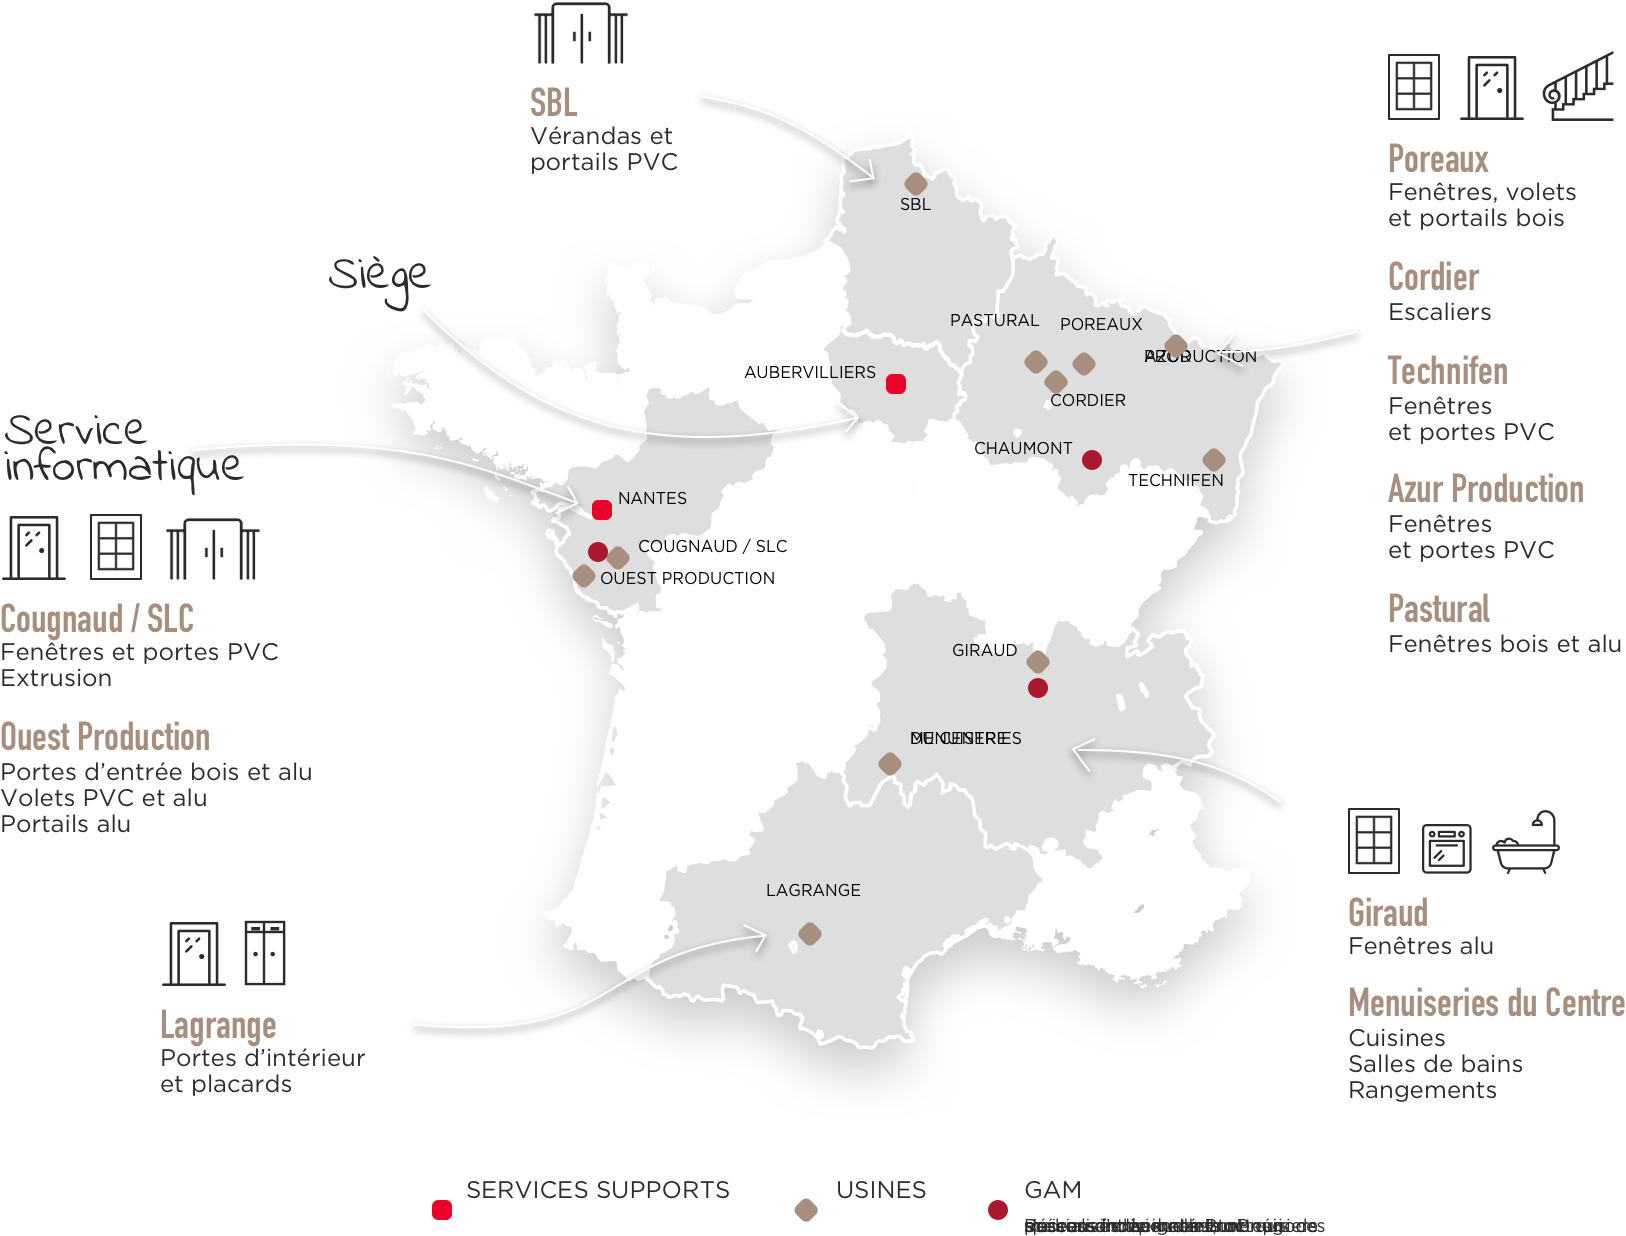 SBL
Vérandas et
portails PVC
Siège
Service
informatique
Cougnaud / SLC
Fenêtres et portes PVC
Extrusion
Ouest Production
Portes d’entrée bois et alu
Volets PVC et alu
Portails alu
Lagrange
Portes d’intérieur
et placards
SBL
PASTURAL
POREAUX
AZUR
PRODUCTION
AUBERVILLIERS
CORDIER
CHAUMONT
TECHNIFEN
NANTES
COUGNAUD / SLC
OUEST PRODUCTION
GIRAUD
MENUISERIES
DU CENTRE
LAGRANGE
Poreaux
Fenêtres, volets
et portails bois
Cordier
Escaliers
Technifen
Fenêtres
et portes PVC
Azur Production
Fenêtres
et portes PVC
Pastural
Fenêtres bois et alu
Giraud
Fenêtres alu
Menuiseries du Centre
Cuisines
Salles de bains
Rangements
SERVICES SUPPORTS
USINES
GAM